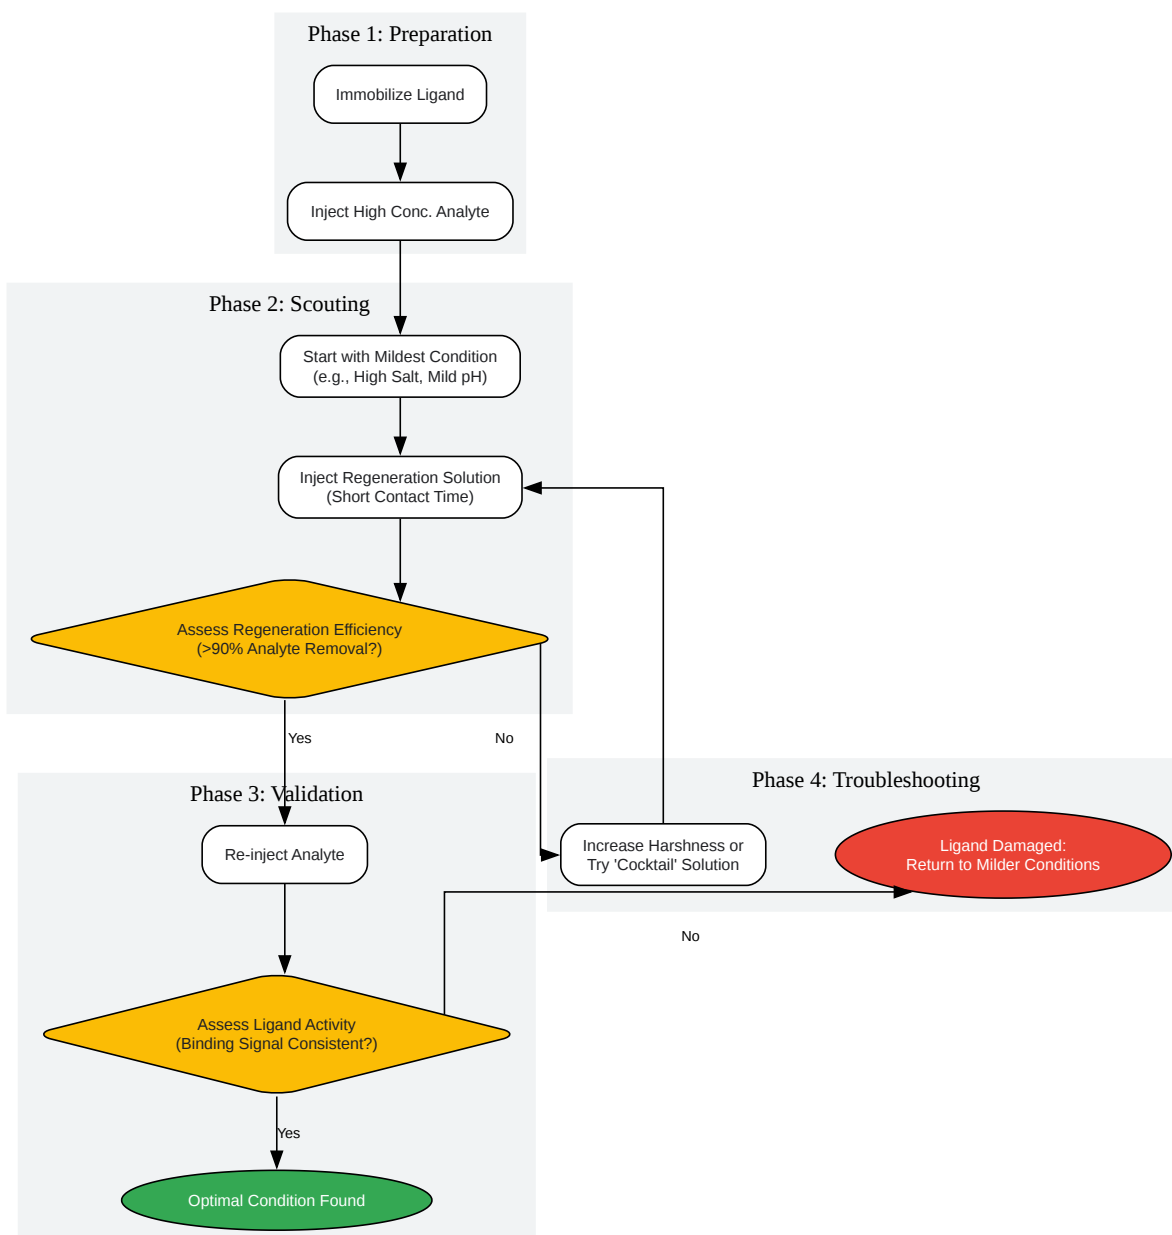 Phase 1: Preparation
Immobilize Ligand
Inject High Conc. Analyte
Phase 2: Scouting
Start with Mildest Condition
(e.g., High Salt, Mild pH)
Inject Regeneration Solution
(Short Contact Time)
Assess Regeneration Efficiency
(>90% Analyte Removal?)
Yes
No
Phase 3: Validation
Re-inject Analyte
Phase 4: Troubleshooting
Increase Harshness or
Try 'Cocktail' Solution
Ligand Damaged:
Return to Milder Conditions
No
Assess Ligand Activity
(Binding Signal Consistent?)
Yes
Optimal Condition Found